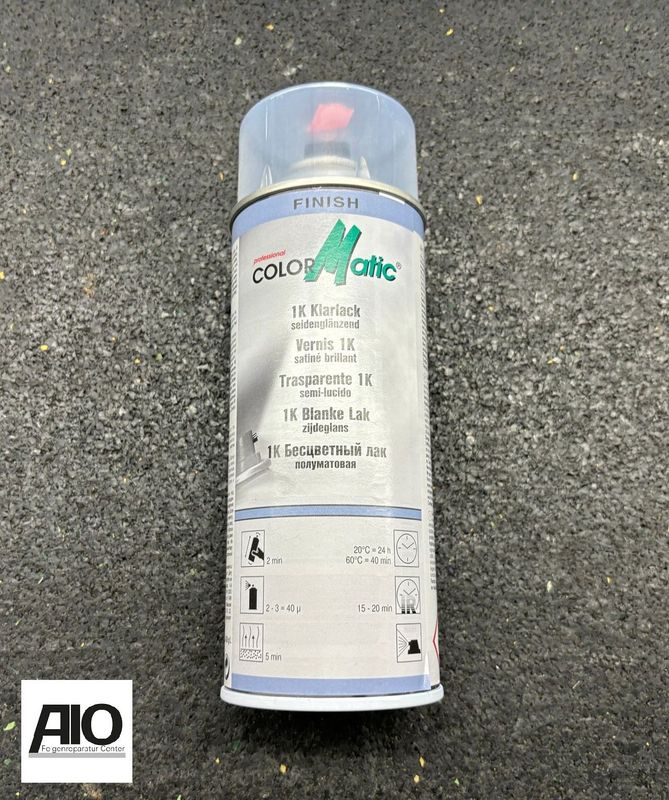 FINISH
professional
COLORMatic®
1K Klarlack
seidenglänzend
Vernis 1K
satiné brillant
Trasparente 1K
semi-lucido
1K Blanke Lak
zijdeglans
1K Бесцветный лак
полуматовая
2 min
20°C = 24 h
60°C = 40 min
2 - 3 = 40 µ
15 - 20 min
IR
5 min
AIO
Felgenreparatur Center